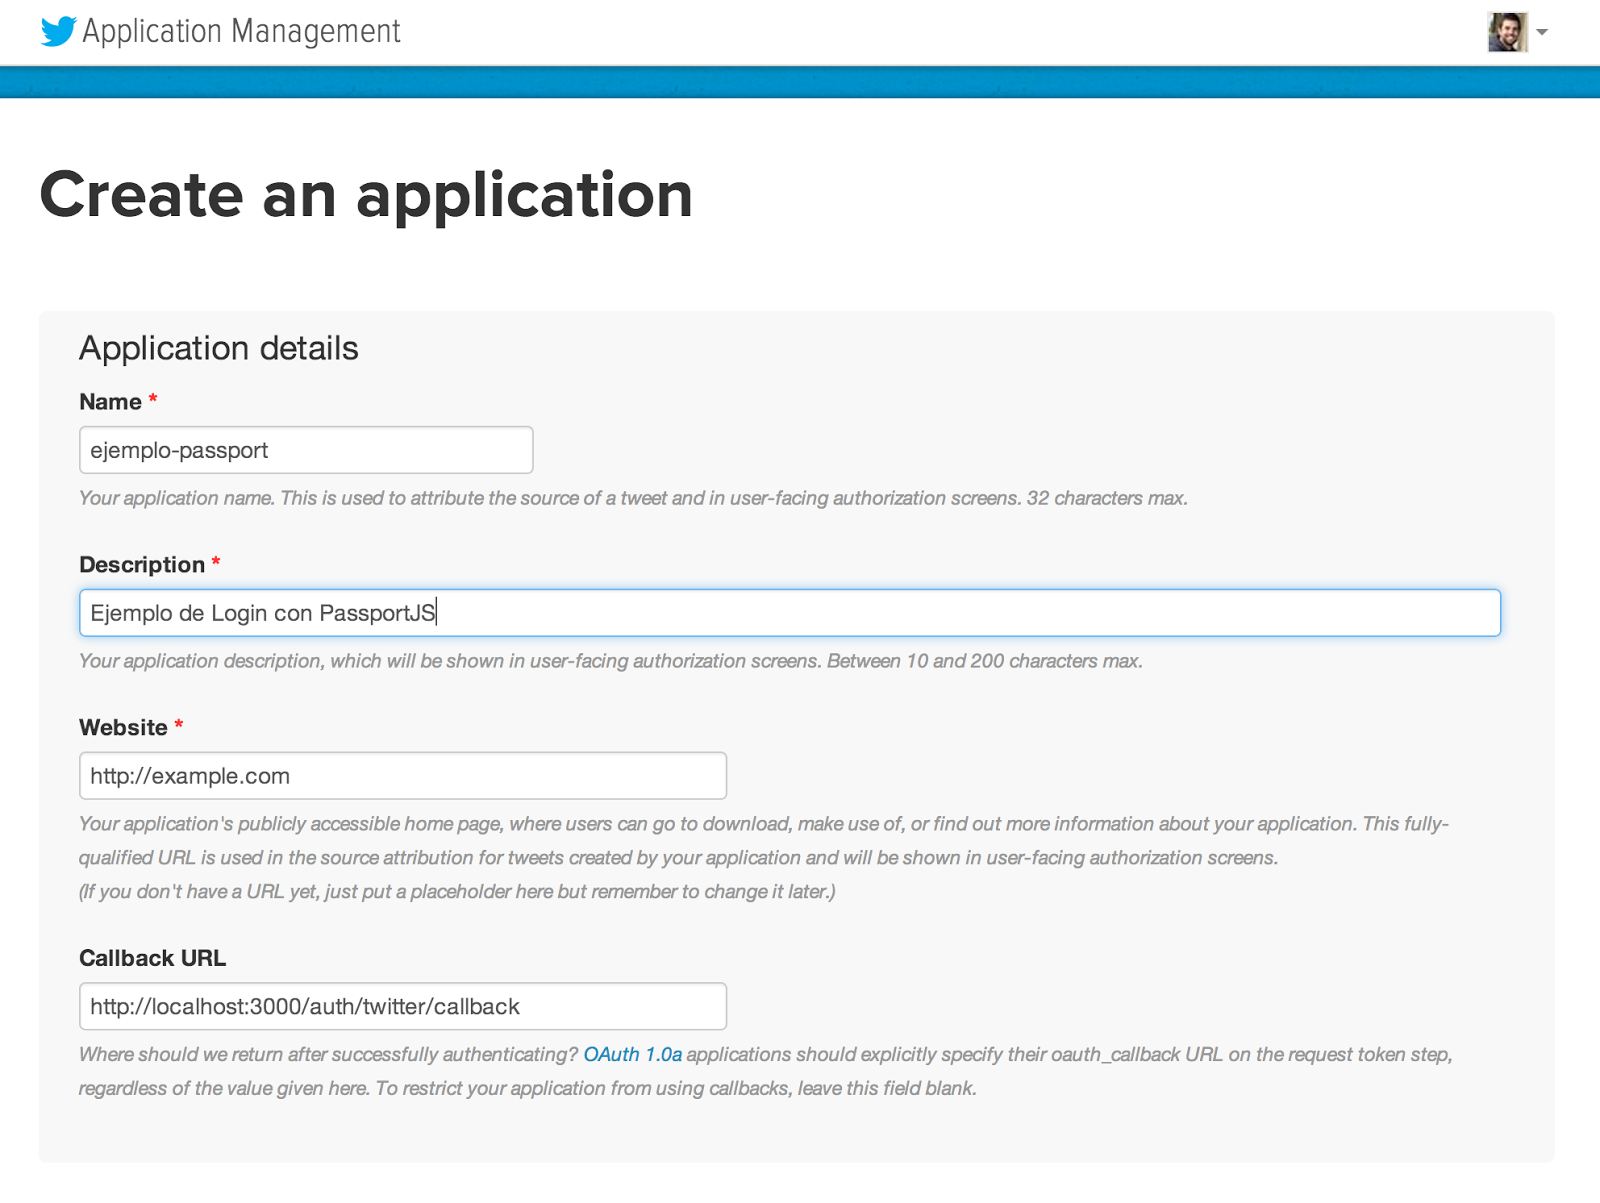 Application Management
Create an application
Application details
Name *
ejemplo-passport
Your application name. This is used to attribute the source of a tweet and in user-facing authorization screens. 32 characters max.
Description *
Ejemplo de Login con PassportJS
Your application description, which will be shown in user-facing authorization screens. Between 10 and 200 characters max.
Website *
http://example.com
Your application's publicly accessible home page, where users can go to download, make use of, or find out more information about your application. This fully-
qualified URL is used in the source attribution for tweets created by your application and will be shown in user-facing authorization screens.
(If you don't have a URL yet, just put a placeholder here but remember to change it later.)
Callback URL
http://localhost:3000/auth/twitter/callback
Where should we return after successfully authenticating? OAuth 1.0a applications should explicitly specify their oauth_callback URL on the request token step,
regardless of the value given here. To restrict your application from using callbacks, leave this field blank.